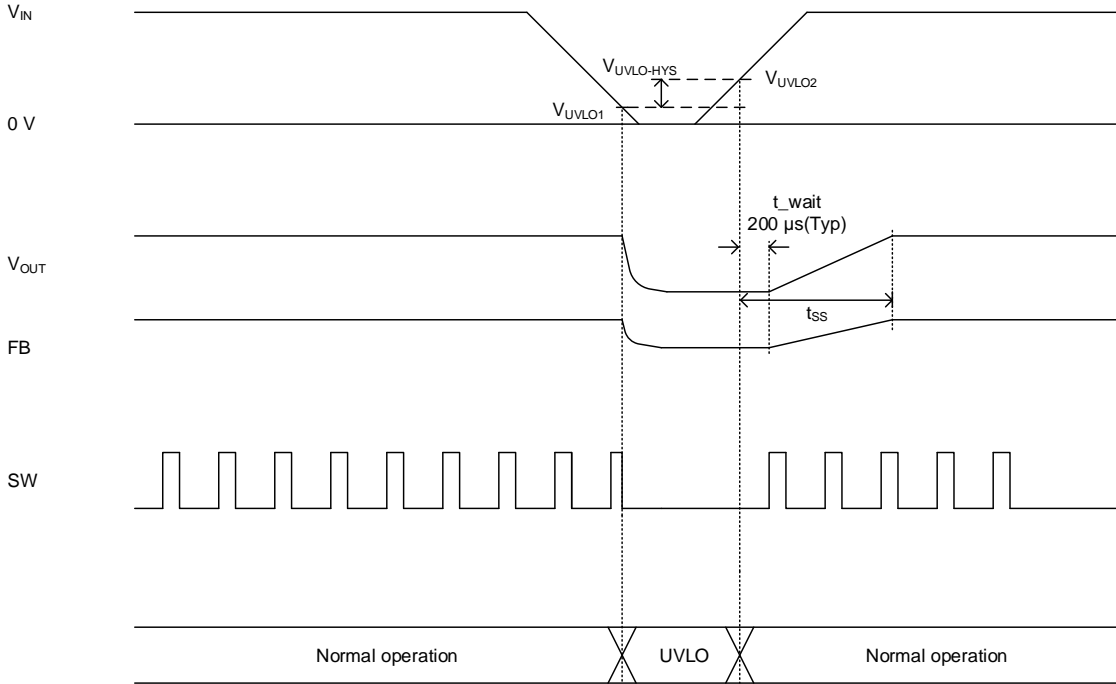 VIN
VUVLO-HYS
VUVLO2
VUVLO1
0 V
t_wait
200 µs(Typ)
VOUT
tSS
FB
SW
Normal operation
UVLO
Normal operation